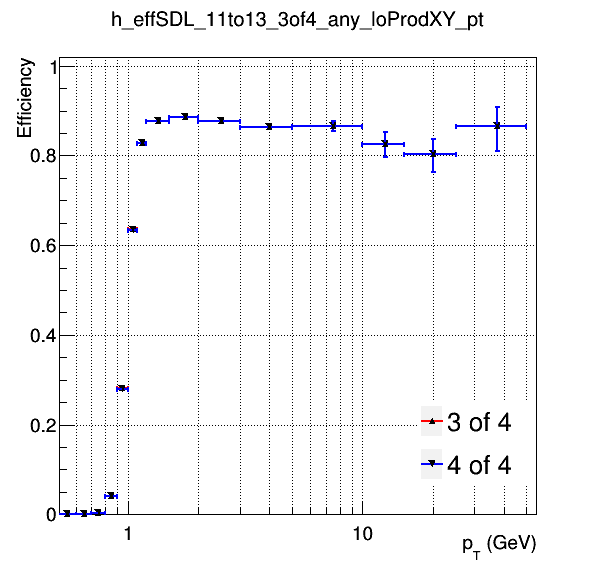 h_effSDL_11to13_3of4_any_loProdXY_pt
Efficiency
1
0.8
0.6
0.4
0.2
0
3 of 4
4 of 4
1
10
p_T (GeV)